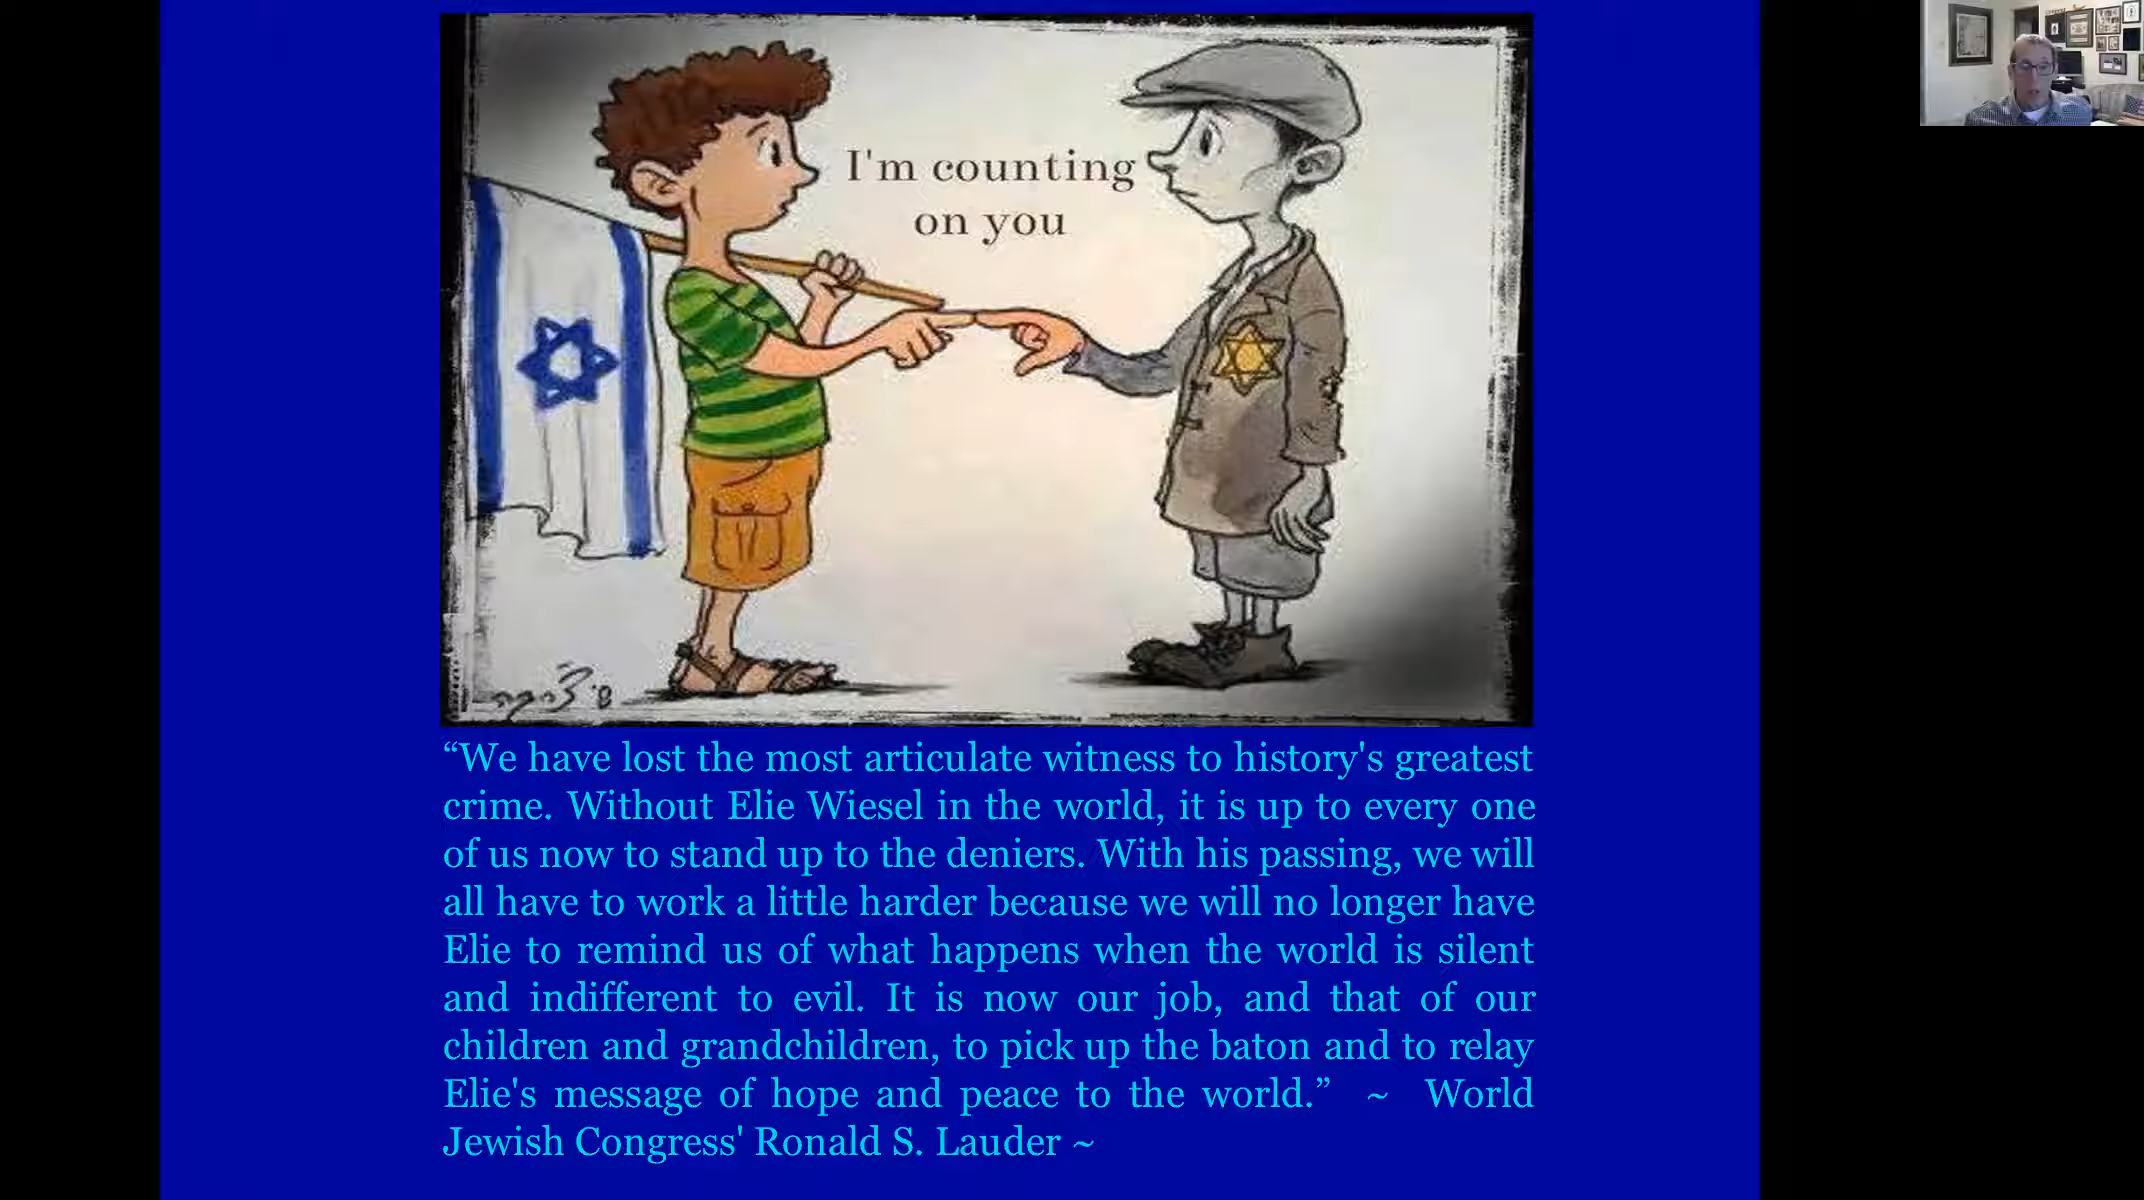 I'm counting
on you
“We have lost the most articulate witness to history's greatest
crime. Without Elie Wiesel in the world, it is up to every one
of us now to stand up to the deniers. With his passing, we will
all have to work a little harder because we will no longer have
Elie to remind us of what happens when the world is silent
and indifferent to evil. It is now our job, and that of our
children and grandchildren, to pick up the baton and to relay
Elie's message of hope and peace to the world.” ~ World
Jewish Congress' Ronald S. Lauder ~